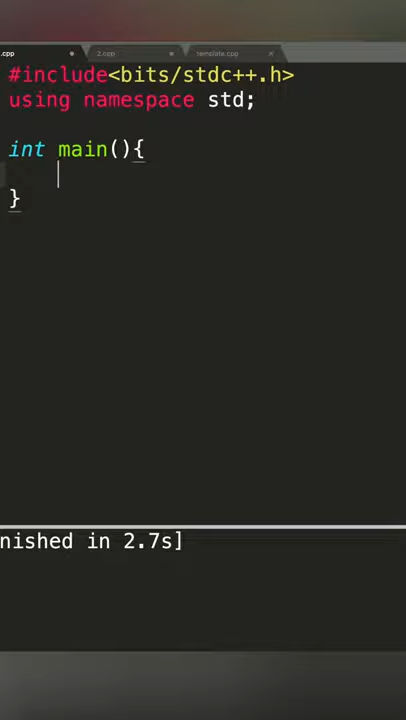 .cpp
2.cpp
template.cpp
#include<bits/stdc++.h>
using namespace std;
int main(){
}
nished in 2.7s]